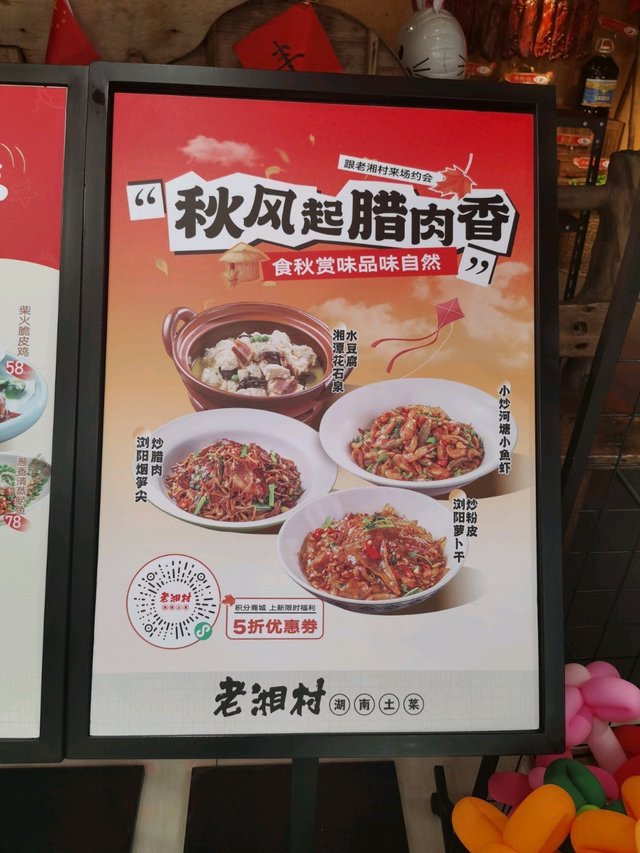 丰
柴火脆皮鸡
58
78
跟老湘村来场约会
“秋风起腊肉香”
食秋赏味品味自然
湘潭花石泉
水豆腐
小炒河塘小鱼虾
浏阳烟笋尖
炒腊肉
浏阳萝卜干
炒粉皮
老湘村
积分商城 上新限时福利
5折优惠券
老湘村 湖南土菜